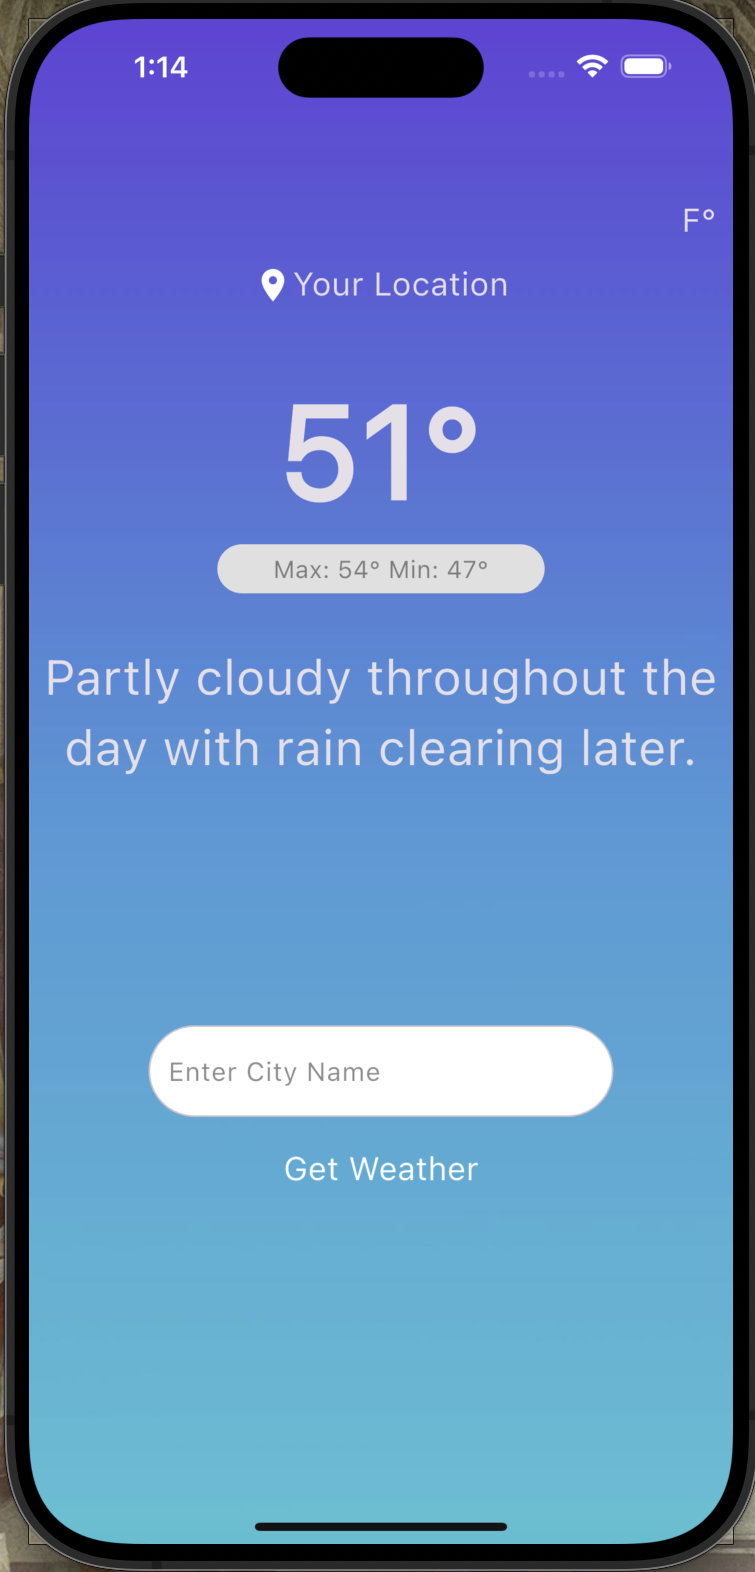 1:14
F°
Your Location
51°
Max: 54° Min: 47°
Partly cloudy throughout the
day with rain clearing later.
Enter City Name
Get Weather